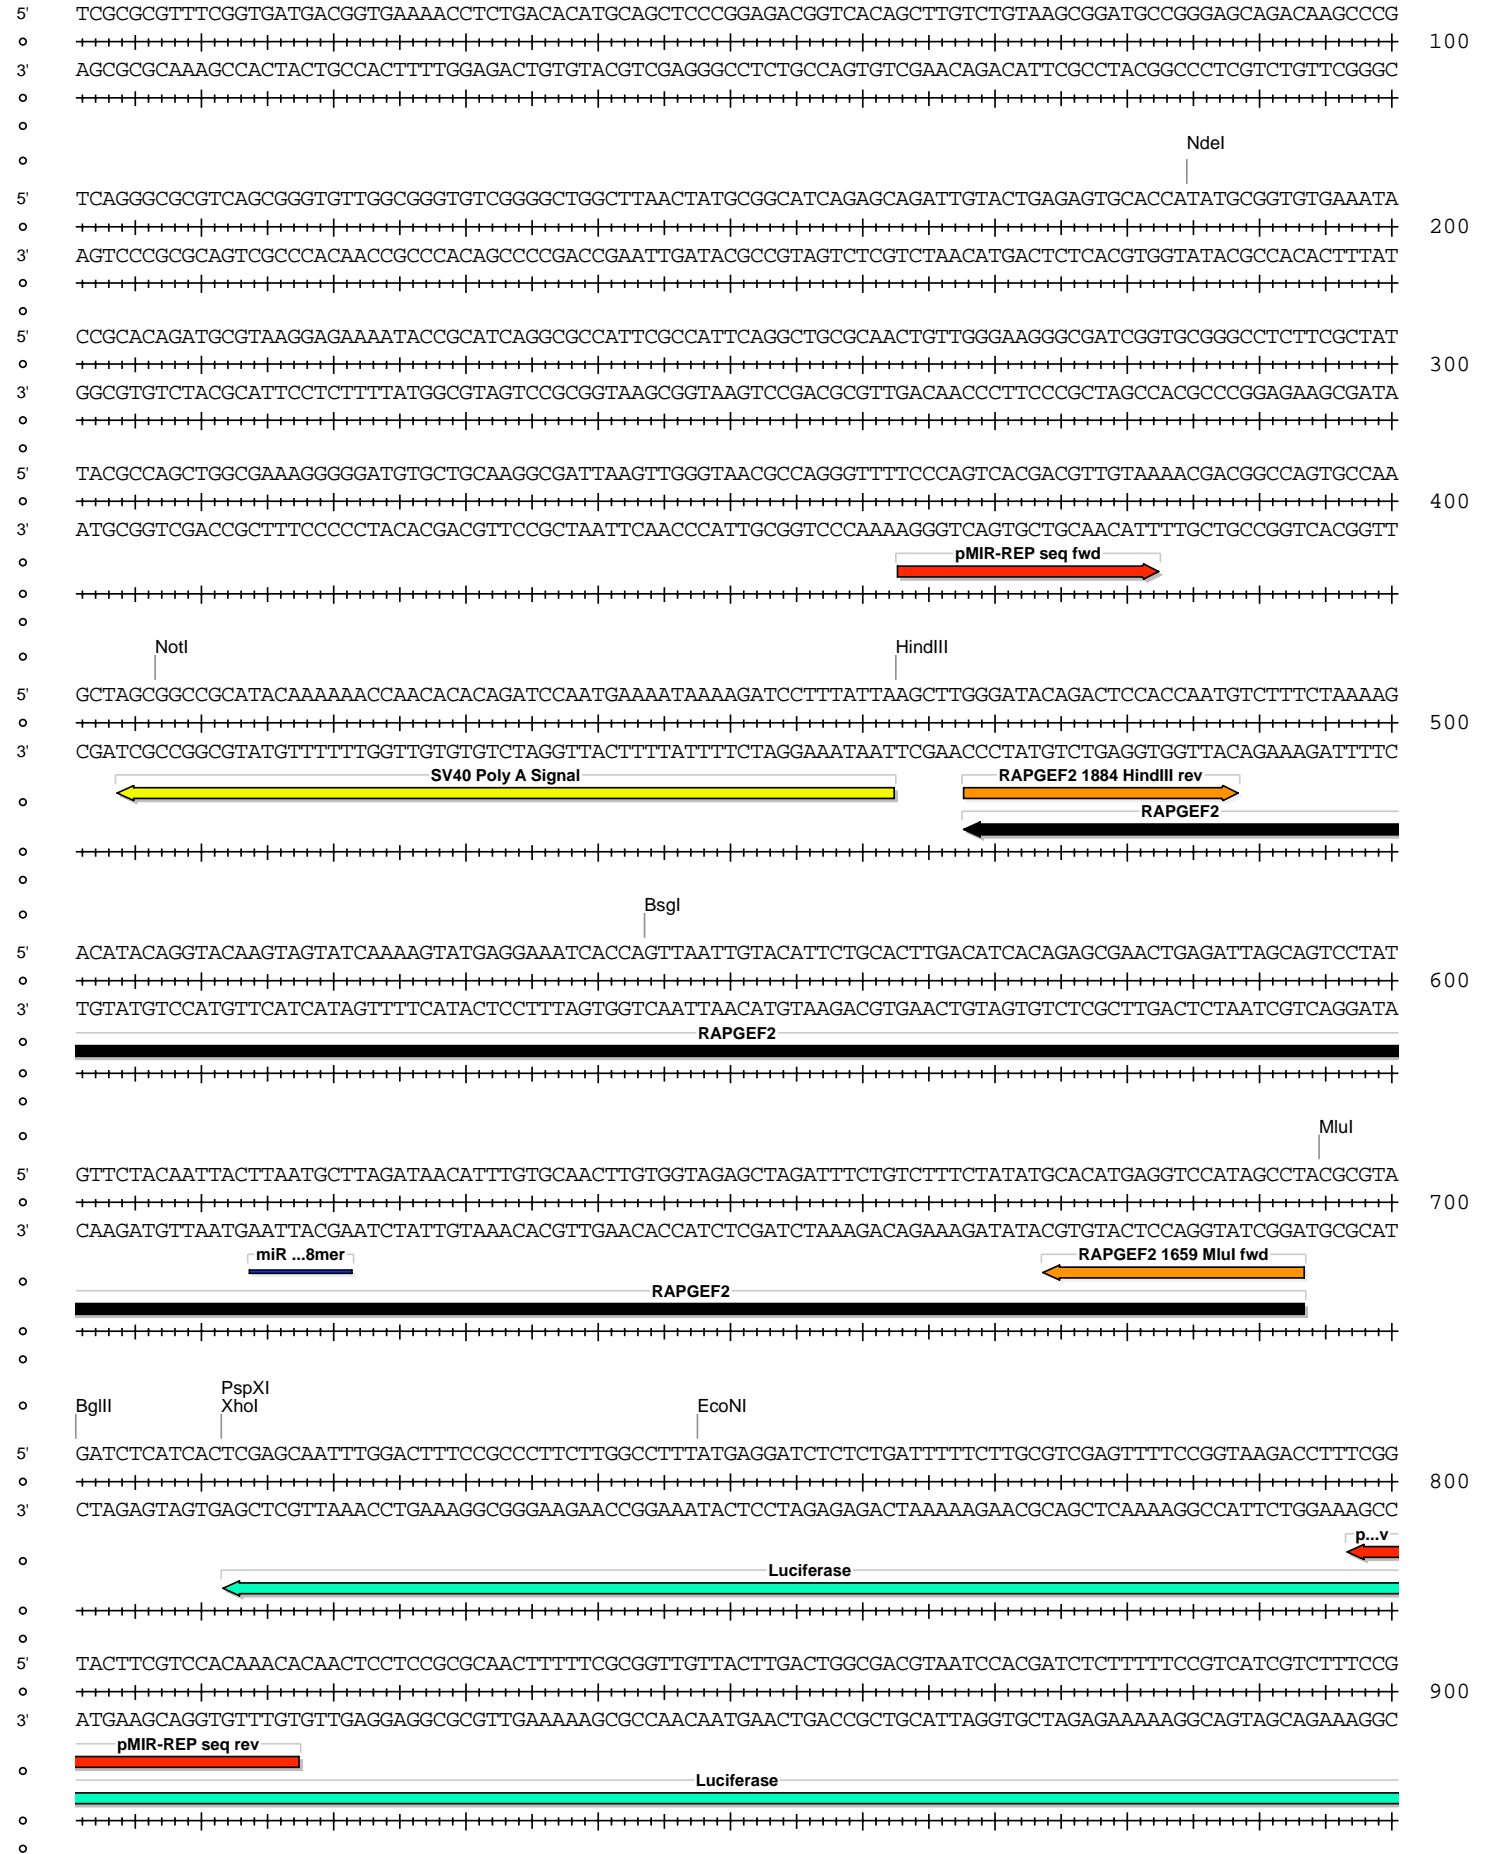 5' TCGCGCGTTTCGGTGATGACGGTGAAAACCTCTGACACATGCAGCTCCCGGAGACGGTCACAGCTTGTCTGTAAGCGGATGCCGGGAGCAGACAAGCCCG
100
3' AGCGCGCAAAGCCACTACTGCCACTTTTGGAGACTGTGTACGTCGAGGGCCTCTGCCAGTGTCGAACAGACATTCGCCTACGGCCCTCGTCTGTTCGGGC
NdeI
5' TCAGGGCGCGTCAGCGGGTGTTGGCGGGTGTCGGGGCTGGCTTAACTATGCGGCATCAGAGCAGATTGTACTGAGAGTGCACCATATGCGGTGTGAAATA
200
3' AGTCCCGCGCAGTCGCCCACAACCGCCCACAGCCCCGACCGAATTGATACGCCGTAGTCTCGTCTAACATGACTCTCACGTGGTATACGCCACACTTTAT
5' CCGCACAGATGCGTAAGGAGAAAATACCGCATCAGGCGCCATTCGCCATTCAGGCTGCGCAACTGTTGGGAAGGGCGATCGGTGCGGGCCTCTTCGCTAT
300
3' GGCGTGTCTACGCATTCCTCTTTTATGGCGTAGTCCGCGGTAAGCGGTAAGTCCGACGCGTTGACAACCCTTCCCGCTAGCCACGCCCGGAGAAGCGATA
5' TACGCCAGCTGGCGAAAGGGGGATGTGCTGCAAGGCGATTAAGTTGGGTAACGCCAGGGTTTTCCCAGTCACGACGTTGTAAAACGACGGCCAGTGCCAA
400
3' ATGCGGTCGACCGCTTTCCCCCTACACGACGTTCCGCTAATTCAACCCATTGCGGTCCCAAAAGGGTCAGTGCTGCAACATTTTGCTGCCGGTCACGGTT
pMIR-REP seq fwd
NotI HindIII
5' GCTAGCGGCCGCATACAAAAAACCAACACACAGATCCAATGAAAATAAAAGATCCTTTATTAAGCTTGGGATACAGACTCCACCAATGTCTTTCTAAAAG
500
3' CGATCGCCGGCGTATGTTTTTTGGTTGTGTGTCTAGGTTACTTTTATTTTCTAGGAAATAATTCGAACCCTATGTCTGAGGTGGTTACAGAAAGATTTTC
SV40 Poly A Signal RAPGEF2 1884 HindIII rev
RAPGEF2
BsgI
5' ACATACAGGTACAAGTAGTATCAAAAGTATGAGGAAATCACCAGTTAATTGTACATTCTGCACTTGACATCACAGAGCGAACTGAGATTAGCAGTCCTAT
600
3' TGTATGTCCATGTTCATCATAGTTTTCATACTCCTTTAGTGGTCAATTAACATGTAAGACGTGAACTGTAGTGTCTCGCTTGACTCTAATCGTCAGGATA
RAPGEF2
MluI
5' GTTCTACAATTACTTAATGCTTAGATAACATTTGTGCAACTTGTGGTAGAGCTAGATTTCTGTCTTTCTATATGCACATGAGGTCCATAGCCTACGCGTA
700
3' CAAGATGTTAATGAATTACGAATCTATTGTAAACACGTTGAACACCATCTCGATCTAAAGACAGAAAGATATACGTGTACTCCAGGTATCGGATGCGCAT
miR ...8mer RAPGEF2 1659 MluI fwd
RAPGEF2
PspXI
BglII XhoI EcoNI
5' GATCTCATCACTCGAGCAATTTGGACTTTCCGCCCTTCTTGGCCTTTATGAGGATCTCTCTGATTTTTCTTGCGTCGAGTTTTCCGGTAAGACCTTTCGG
800
3' CTAGAGTAGTGAGCTCGTTAAACCTGAAAGGCGGGAAGAACCGGAAATACTCCTAGAGAGACTAAAAAGAACGCAGCTCAAAAGGCCATTCTGGAAAGCC
p...v
Luciferase
5' TACTTCGTCCACAAACACAACTCCTCCGCGCAACTTTTTCGCGGTTGTTACTTGACTGGCGACGTAATCCACGATCTCTTTTTCCGTCATCGTCTTTCCG
900
3' ATGAAGCAGGTGTTTGTGTTGAGGAGGCGCGTTGAAAAAGCGCCAACAATGAACTGACCGCTGCATTAGGTGCTAGAGAAAAAGGCAGTAGCAGAAAGGC
pMIR-REP seq rev
Luciferase